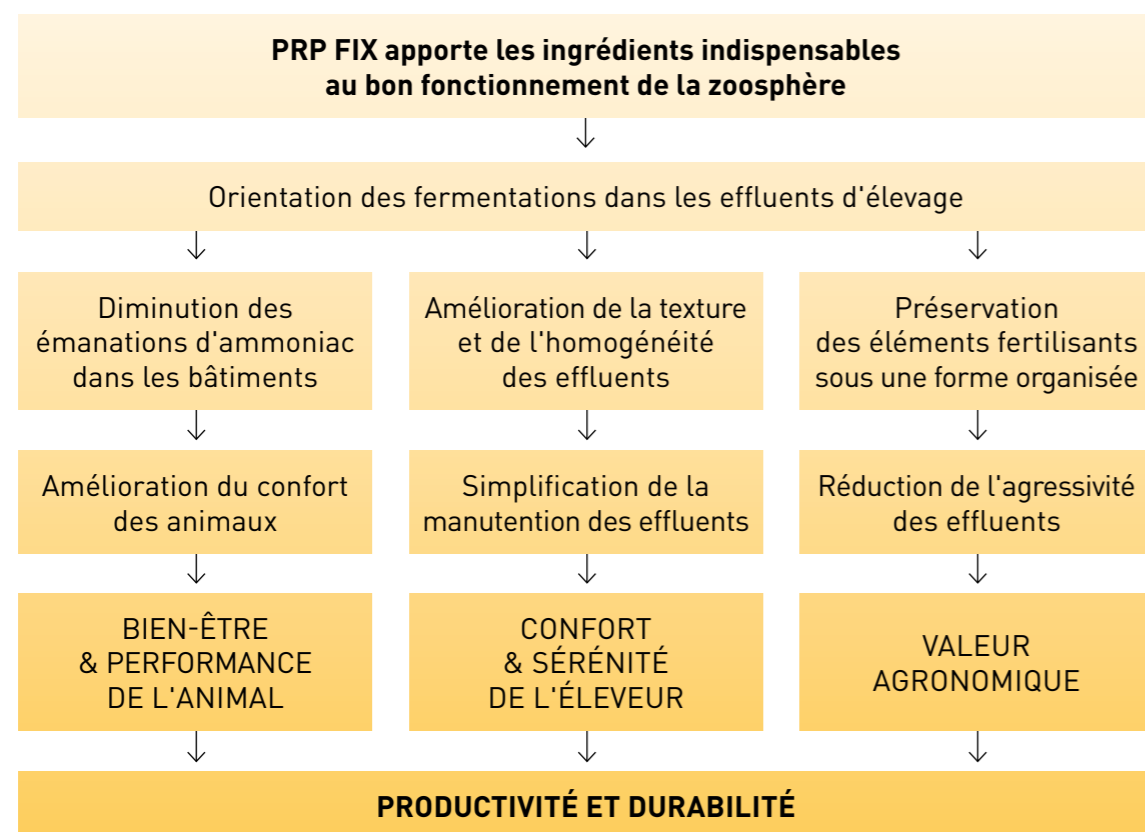 PRP FIX apporte les ingrédients indispensables
au bon fonctionnement de la zoosphère
Orientation des fermentations dans les effluents d'élevage
Diminution des
émanations d'ammoniac
dans les bâtiments
Amélioration de la texture
et de l'homogénéité
des effluents
Préservation
des éléments fertilisants
sous une forme organisée
Amélioration du confort
des animaux
Simplification de la
manutention des effluents
Réduction de l'agressivité
des effluents
BIEN-ÊTRE
& PERFORMANCE
DE L'ANIMAL
CONFORT
& SÉRÉNITÉ
DE L'ÉLEVEUR
VALEUR
AGRONOMIQUE
PRODUCTIVITÉ ET DURABILITÉ